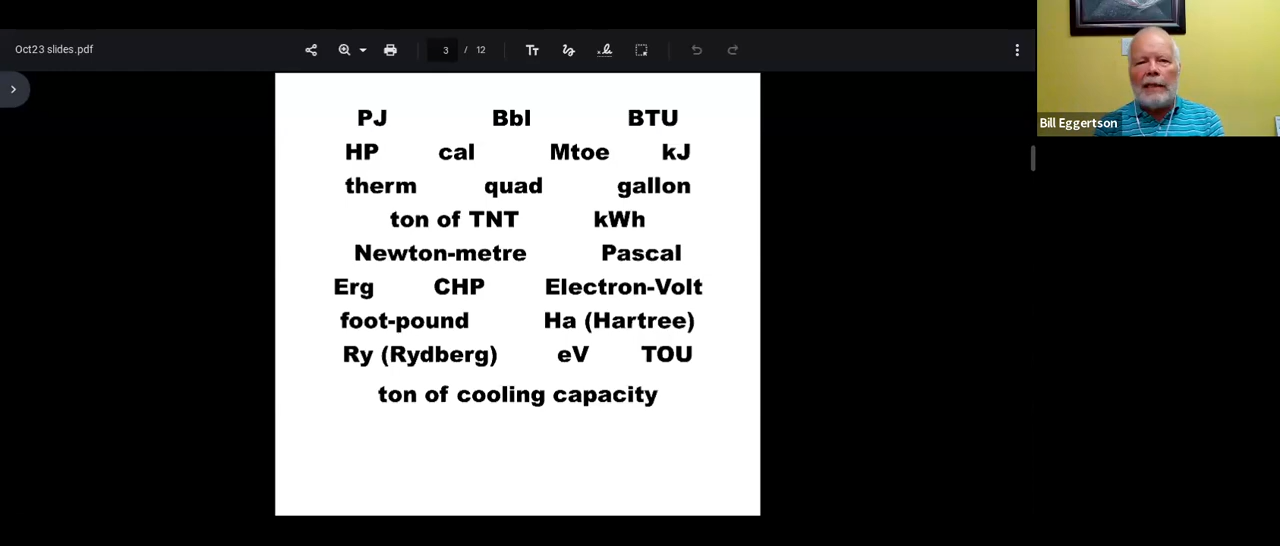 Oct23 slides.pdf
3 / 12
PJ Bbl BTU
HP cal Mtoe kJ
therm quad gallon
ton of TNT kWh
Newton-metre Pascal
Erg CHP Electron-Volt
foot-pound Ha (Hartree)
Ry (Rydberg) eV TOU
ton of cooling capacity
Bill Eggertson